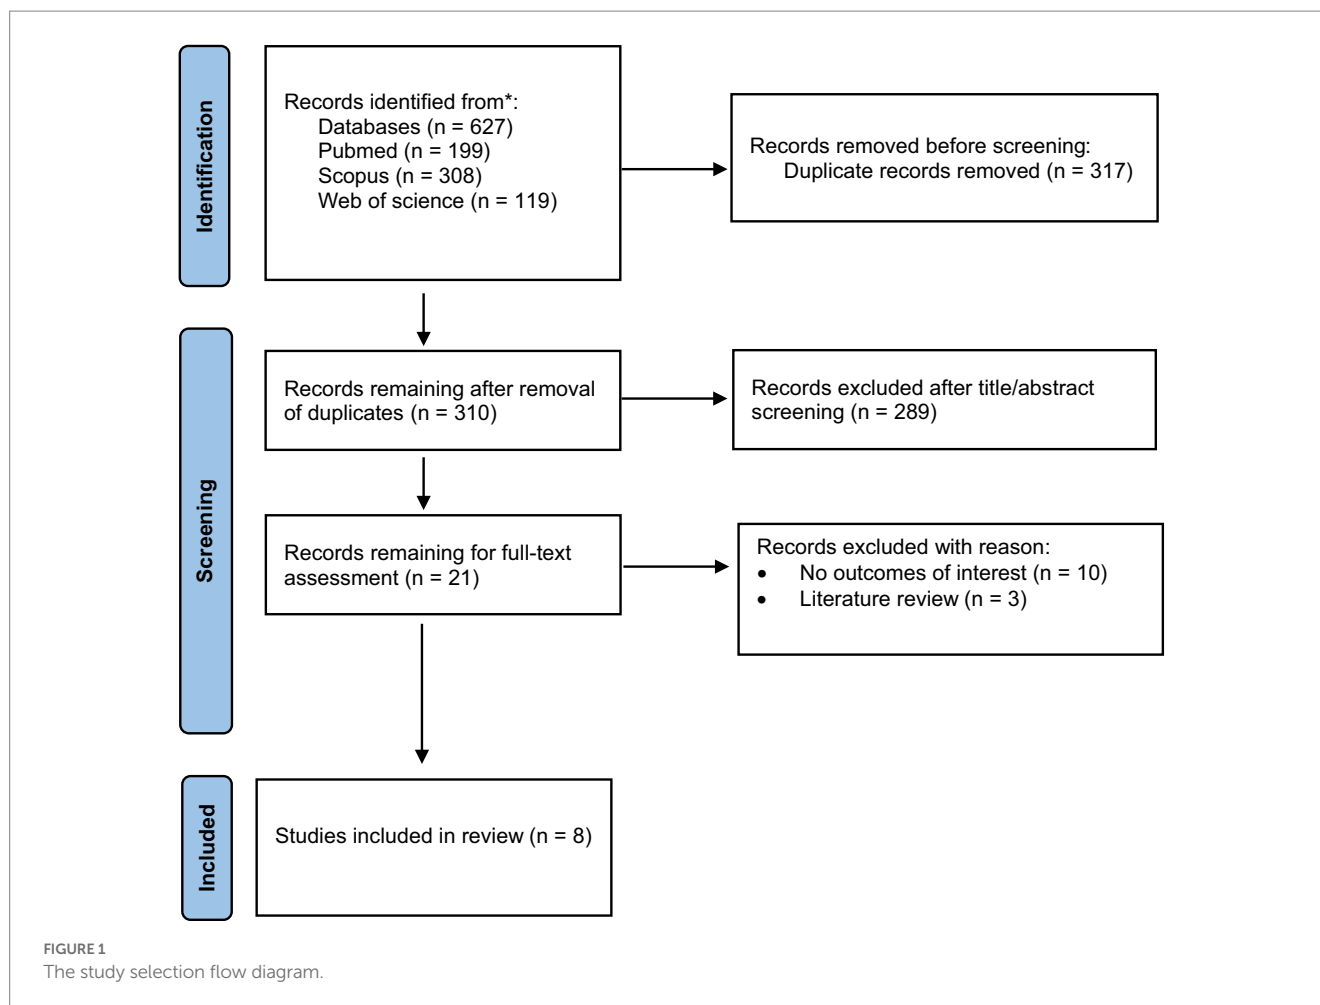 Identification
Records identified from*:
Databases (n = 627)
Pubmed (n = 199)
Scopus (n = 308)
Web of science (n = 119)
Records removed before screening:
Duplicate records removed (n = 317)
Screening
Records remaining after removal
of duplicates (n = 310)
Records excluded after title/abstract
screening (n = 289)
Records remaining for full-text
assessment (n = 21)
Records excluded with reason:
• No outcomes of interest (n = 10)
• Literature review (n = 3)
Included
Studies included in review (n = 8)
FIGURE 1
The study selection flow diagram.